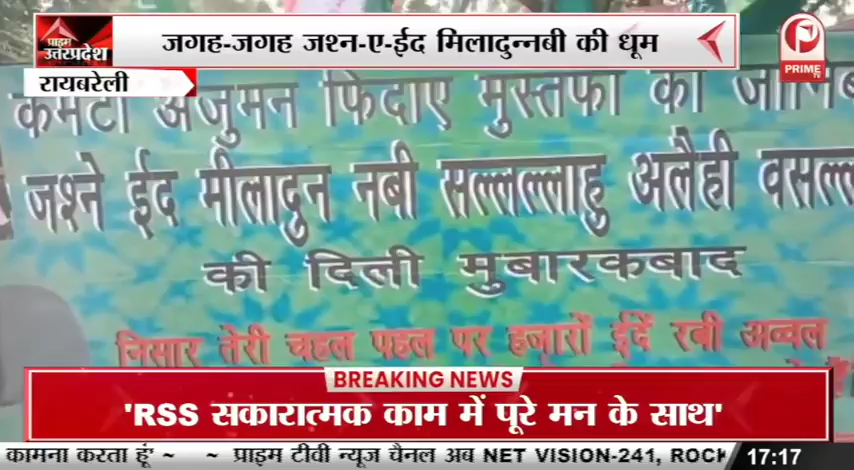 प्राइम
उत्तरप्रदेश
जगह-जगह जश्न-ए-ईद मिलादुन्नबी की धूम
PRIME TV
रायबरेली
कमेटी अंजुमन फिदाए मुस्तफा की जानिब
जश्ने ईद मीलादुन नबी सल्लल्लाहु अलैही वसल्ल
की दिली मुबारकबाद
निसार तेरी चहल पहल पर हज़ारों ईदें रबी अव्वल
BREAKING NEWS
'RSS सकारात्मक काम में पूरे मन के साथ'
कामना करता हूं' ~ ~ प्राइम टीवी न्यूज चैनल अब NET VISION-241, ROCK
17:17